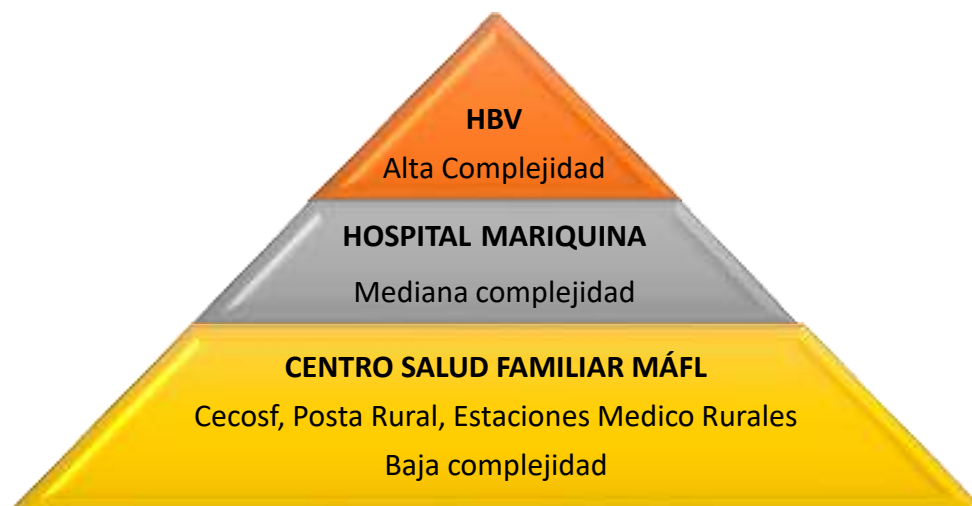 HBV
Alta Complejidad
HOSPITAL MARIQUINA
Mediana complejidad
CENTRO SALUD FAMILIAR MÁFL
Cecosf, Posta Rural, Estaciones Medico Rurales
Baja complejidad